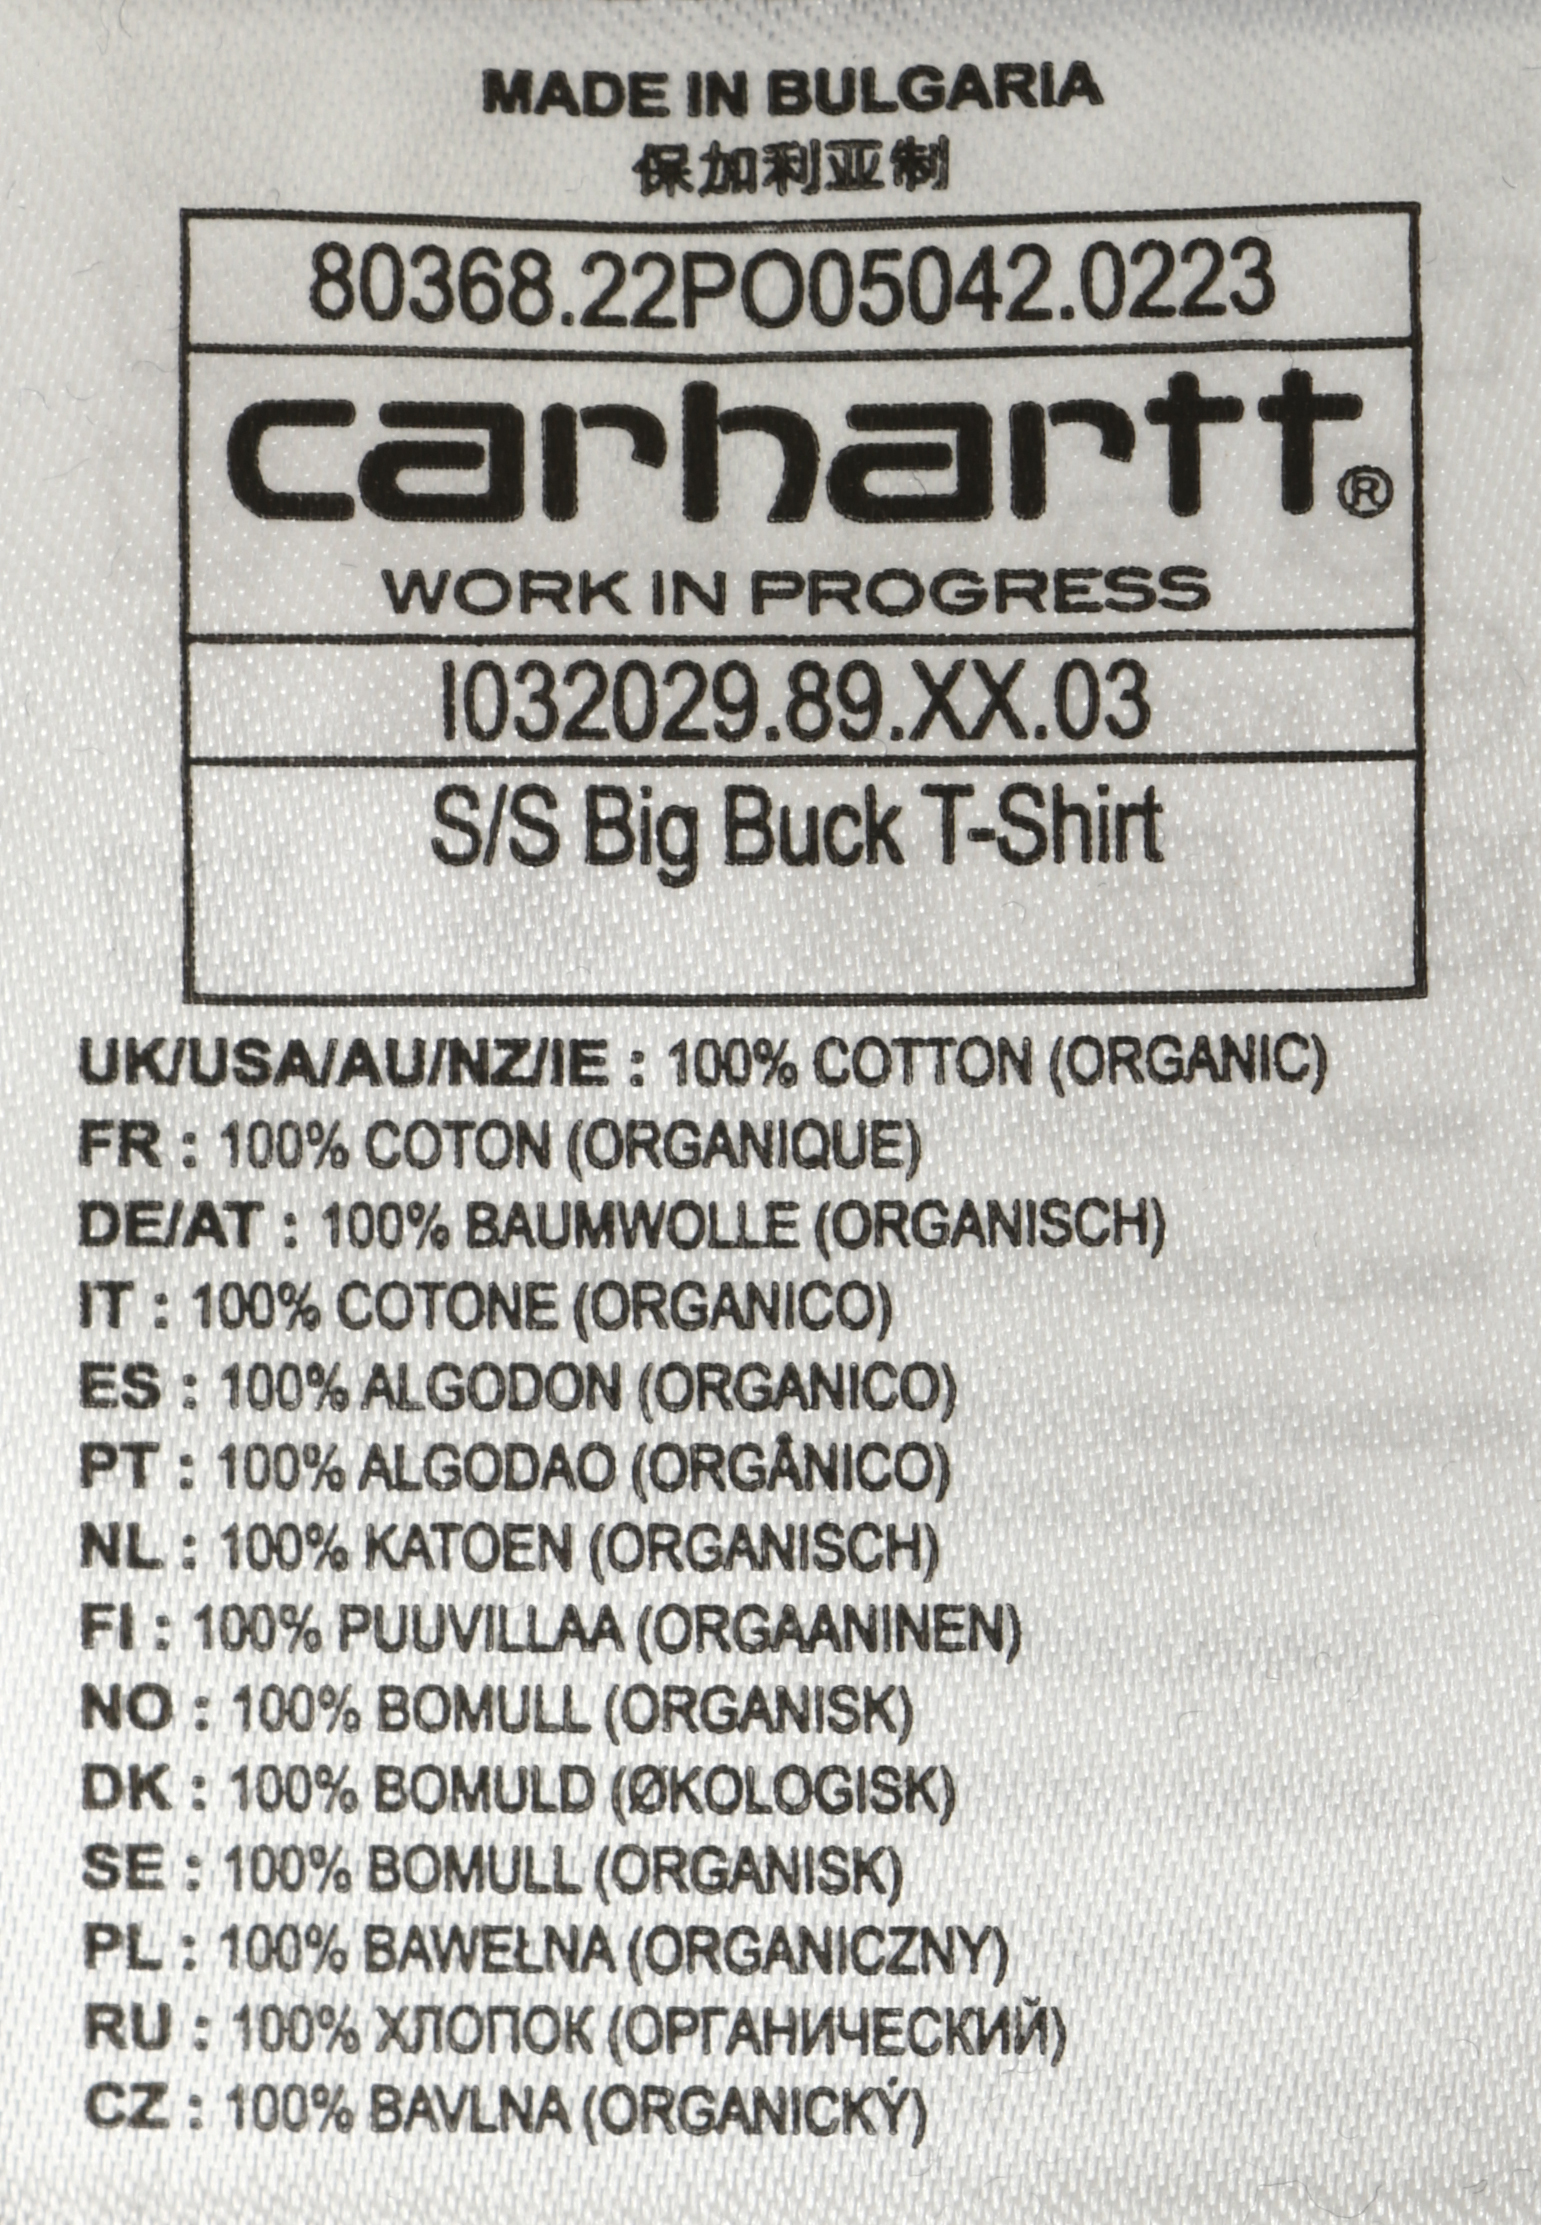 MADE IN BULGARIA
保加利亚制
80368.22PO05042.0223
carhartt®
WORK IN PROGRESS
I032029.89.XX.03
S/S Big Buck T-Shirt
UK/USA/AU/NZ/IE : 100% COTTON (ORGANIC)
FR : 100% COTON (ORGANIQUE)
DE/AT : 100% BAUMWOLLE (ORGANISCH)
IT : 100% COTONE (ORGANICO)
ES : 100% ALGODON (ORGANICO)
PT : 100% ALGODAO (ORGÂNICO)
NL : 100% KATOEN (ORGANISCH)
FI : 100% PUUVILLAA (ORGAANINEN)
NO : 100% BOMULL (ORGANISK)
DK : 100% BOMULD (ØKOLOGISK)
SE : 100% BOMULL (ORGANISK)
PL : 100% BAWEŁNA (ORGANICZNY)
RU : 100% ХЛОПОК (ОРГАНИЧЕСКИЙ)
CZ : 100% BAVLNA (ORGANICKÝ)